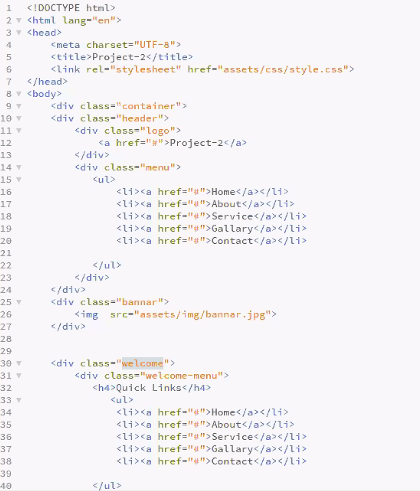 1 <!DOCTYPE html>
2 <html lang="en">
3 <head>
4 <meta charset="UTF-8">
5 <title>Project-2</title>
6 <link rel="stylesheet" href="assets/css/style.css">
7 </head>
8 <body>
9 <div class="container">
10 <div class="header">
11 <div class="logo">
12 <a href="#">Project-2</a>
13 </div>
14 <div class="menu">
15 <ul>
16 <li><a href="#">Home</a></li>
17 <li><a href="#">About</a></li>
18 <li><a href="#">Service</a></li>
19 <li><a href="#">Gallary</a></li>
20 <li><a href="#">Contact</a></li>
21
22 </ul>
23 </div>
24 </div>
25 <div class="bannar">
26 <img  src="assets/img/bannar.jpg">
27 </div>
28
29
30 <div class="welcome">
31 <div class="welcome-menu">
32 <h4>Quick Links</h4>
33 <ul>
34 <li><a href="#">Home</a></li>
35 <li><a href="#">About</a></li>
36 <li><a href="#">Service</a></li>
37 <li><a href="#">Gallary</a></li>
38 <li><a href="#">Contact</a></li>
39
40 </ul>